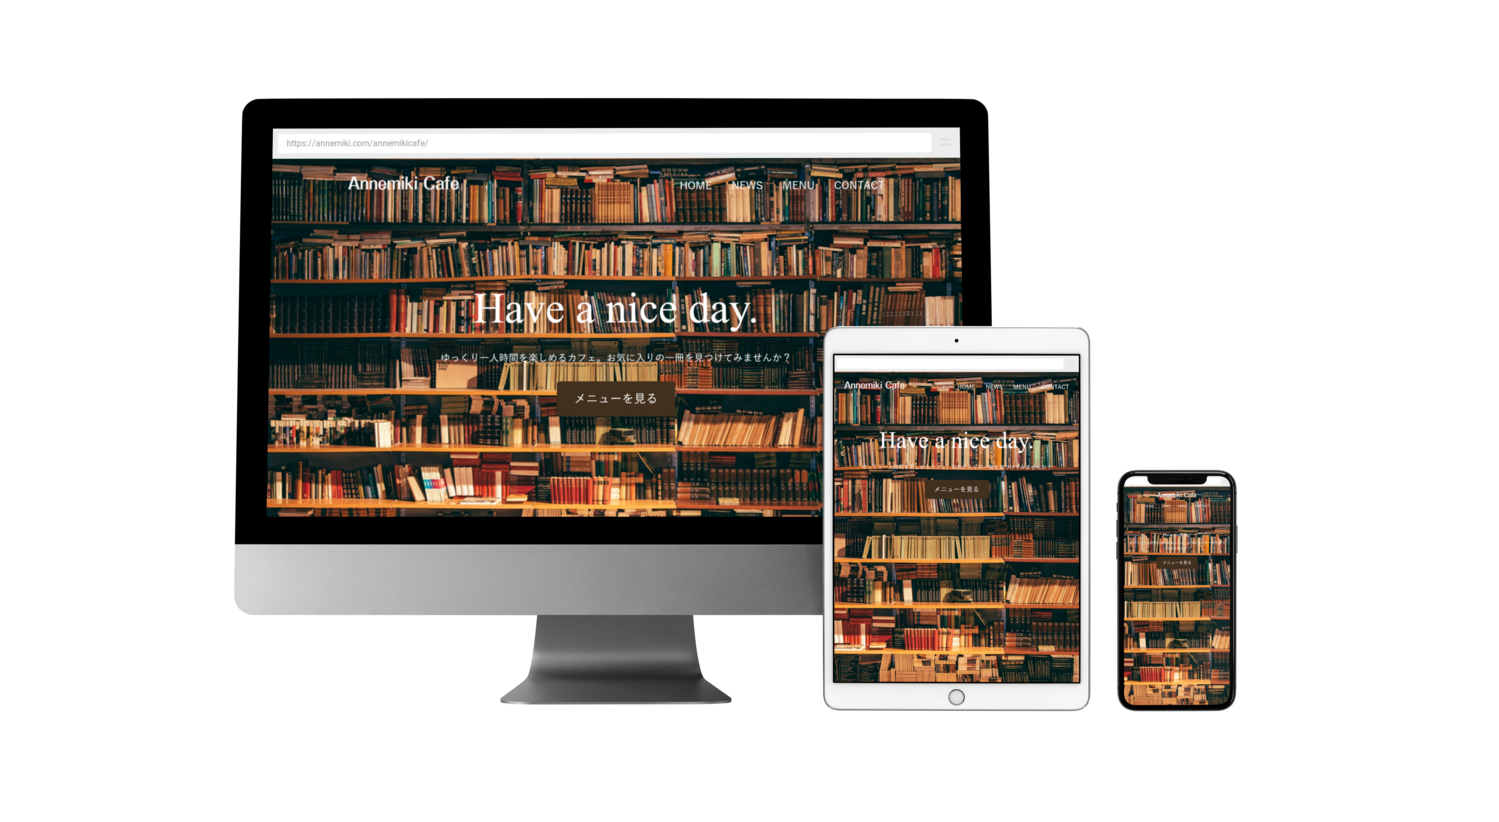 https://annemiki.com/annemikicafe/
Annemiki Cafe
HOME NEWS MENU CONTACT
Have a nice day.
ゆっくり一人時間を楽しめるカフェ。お気に入りの一冊を見つけてみませんか？
メニューを見る
Annemiki Cafe
HOME NEWS MENU CONTACT
Have a nice day.
メニューを見る
Annemiki Cafe
メニューを見る